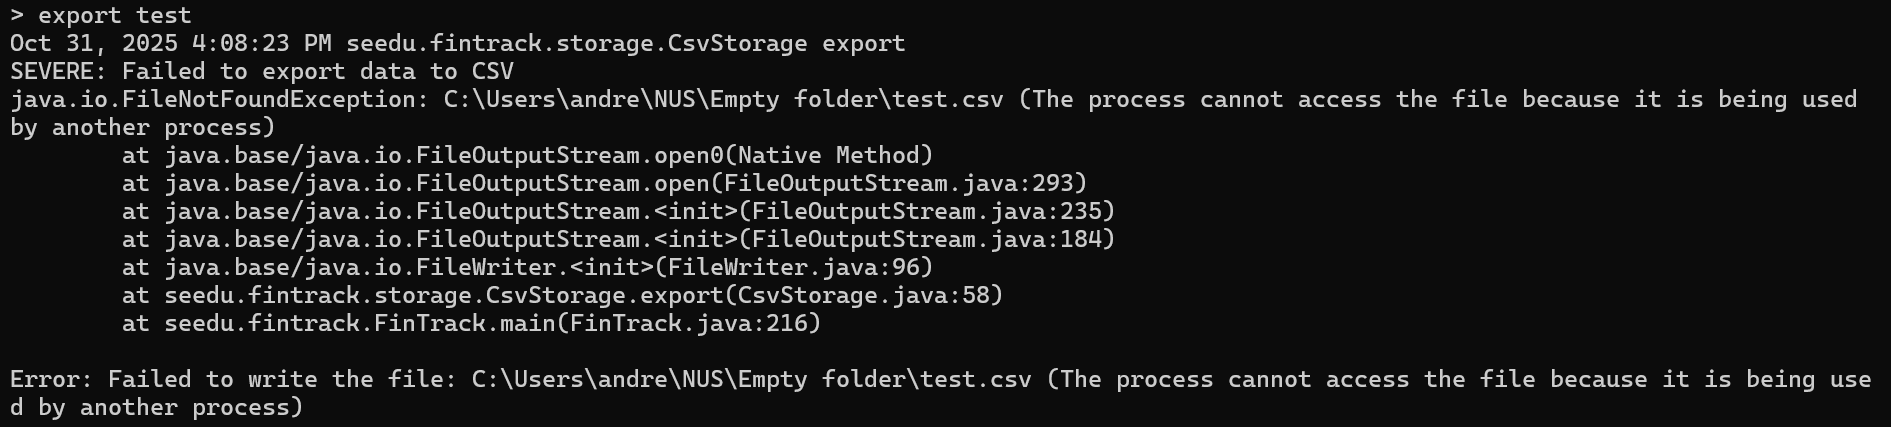 > export test
Oct 31, 2025 4:08:23 PM seedu.fintrack.storage.CsvStorage export
SEVERE: Failed to export data to CSV
java.io.FileNotFoundException: C:\Users\andre\NUS\Empty folder\test.csv (The process cannot access the file because it is being used
by another process)
        at java.base/java.io.FileOutputStream.open0(Native Method)
        at java.base/java.io.FileOutputStream.open(FileOutputStream.java:293)
        at java.base/java.io.FileOutputStream.<init>(FileOutputStream.java:235)
        at java.base/java.io.FileOutputStream.<init>(FileOutputStream.java:184)
        at java.base/java.io.FileWriter.<init>(FileWriter.java:96)
        at seedu.fintrack.storage.CsvStorage.export(CsvStorage.java:58)
        at seedu.fintrack.FinTrack.main(FinTrack.java:216)

Error: Failed to write the file: C:\Users\andre\NUS\Empty folder\test.csv (The process cannot access the file because it is being use
d by another process)